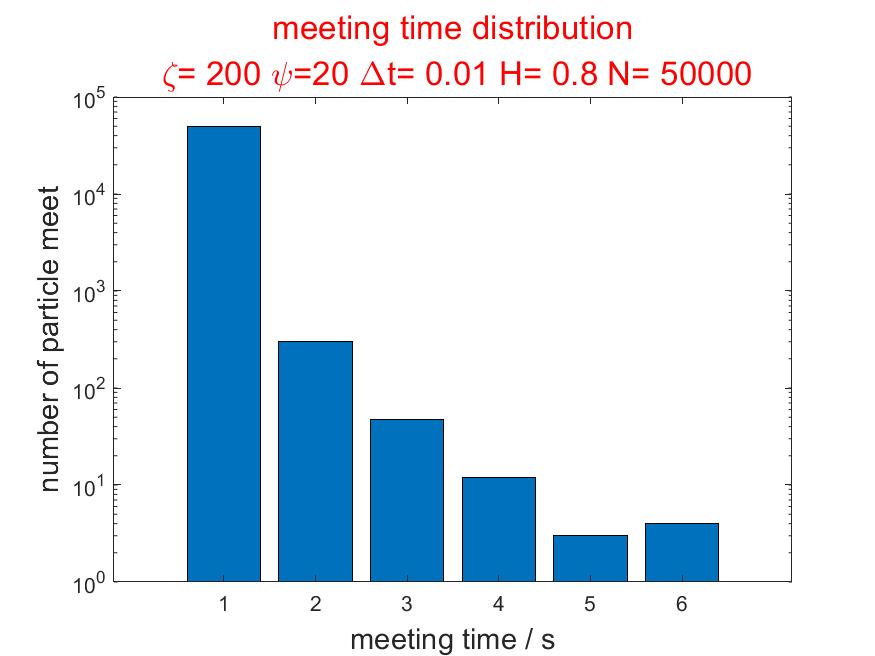 meeting time distribution
ζ= 200 ψ=20 Δt= 0.01 H= 0.8 N= 50000
number of particle meet
10^5
10^4
10^3
10^2
10^1
10^0
1 2 3 4 5 6
meeting time / s